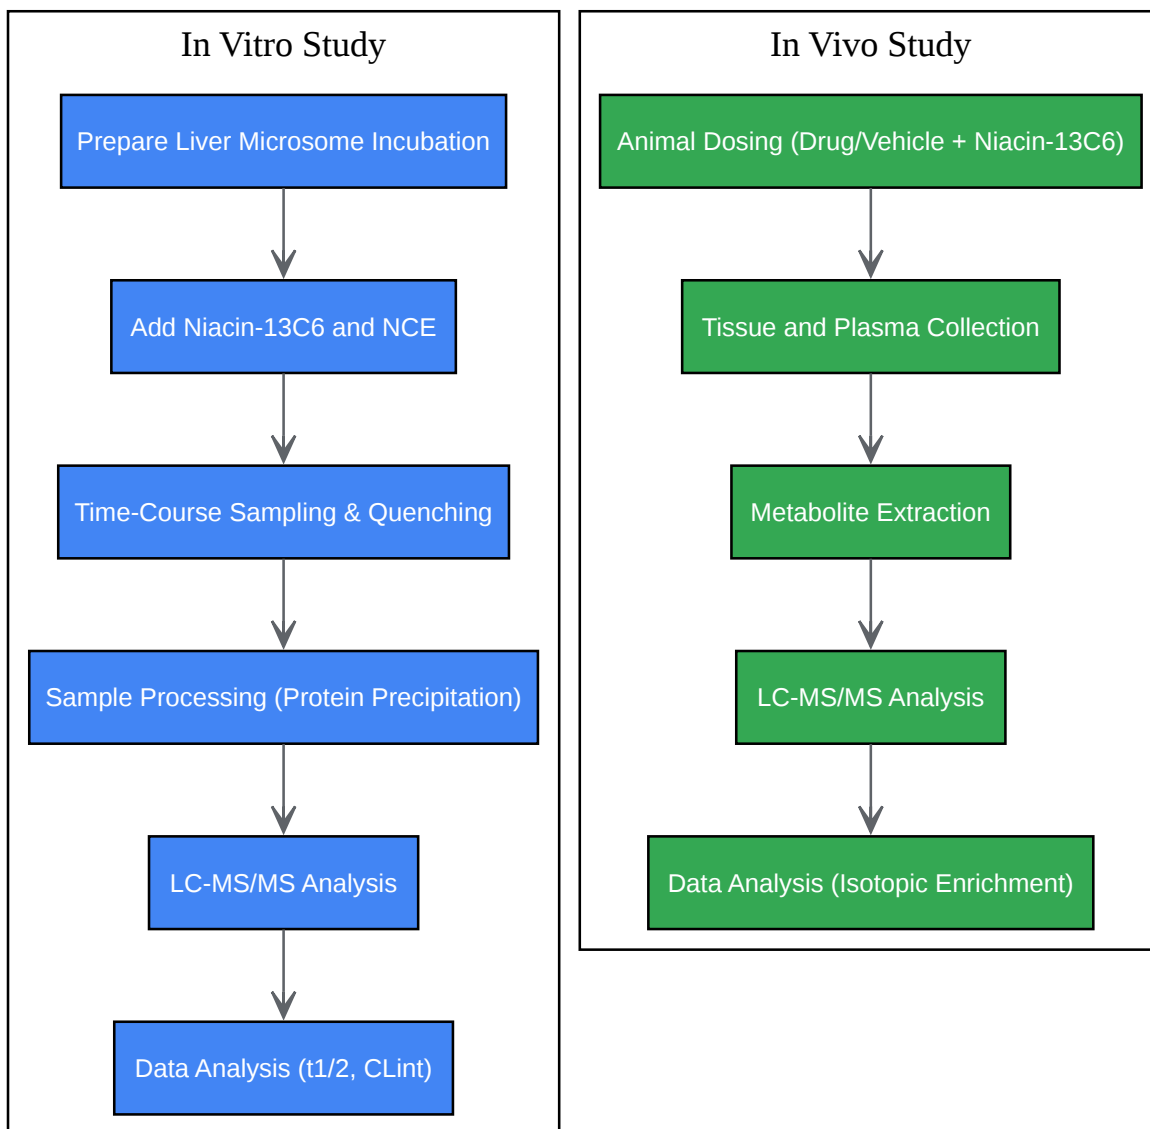 In Vitro Study
Prepare Liver Microsome Incubation
Add Niacin-13C6 and NCE
Time-Course Sampling & Quenching
Sample Processing (Protein Precipitation)
LC-MS/MS Analysis
Data Analysis (t1/2, CLint)
In Vivo Study
Animal Dosing (Drug/Vehicle + Niacin-13C6)
Tissue and Plasma Collection
Metabolite Extraction
LC-MS/MS Analysis
Data Analysis (Isotopic Enrichment)